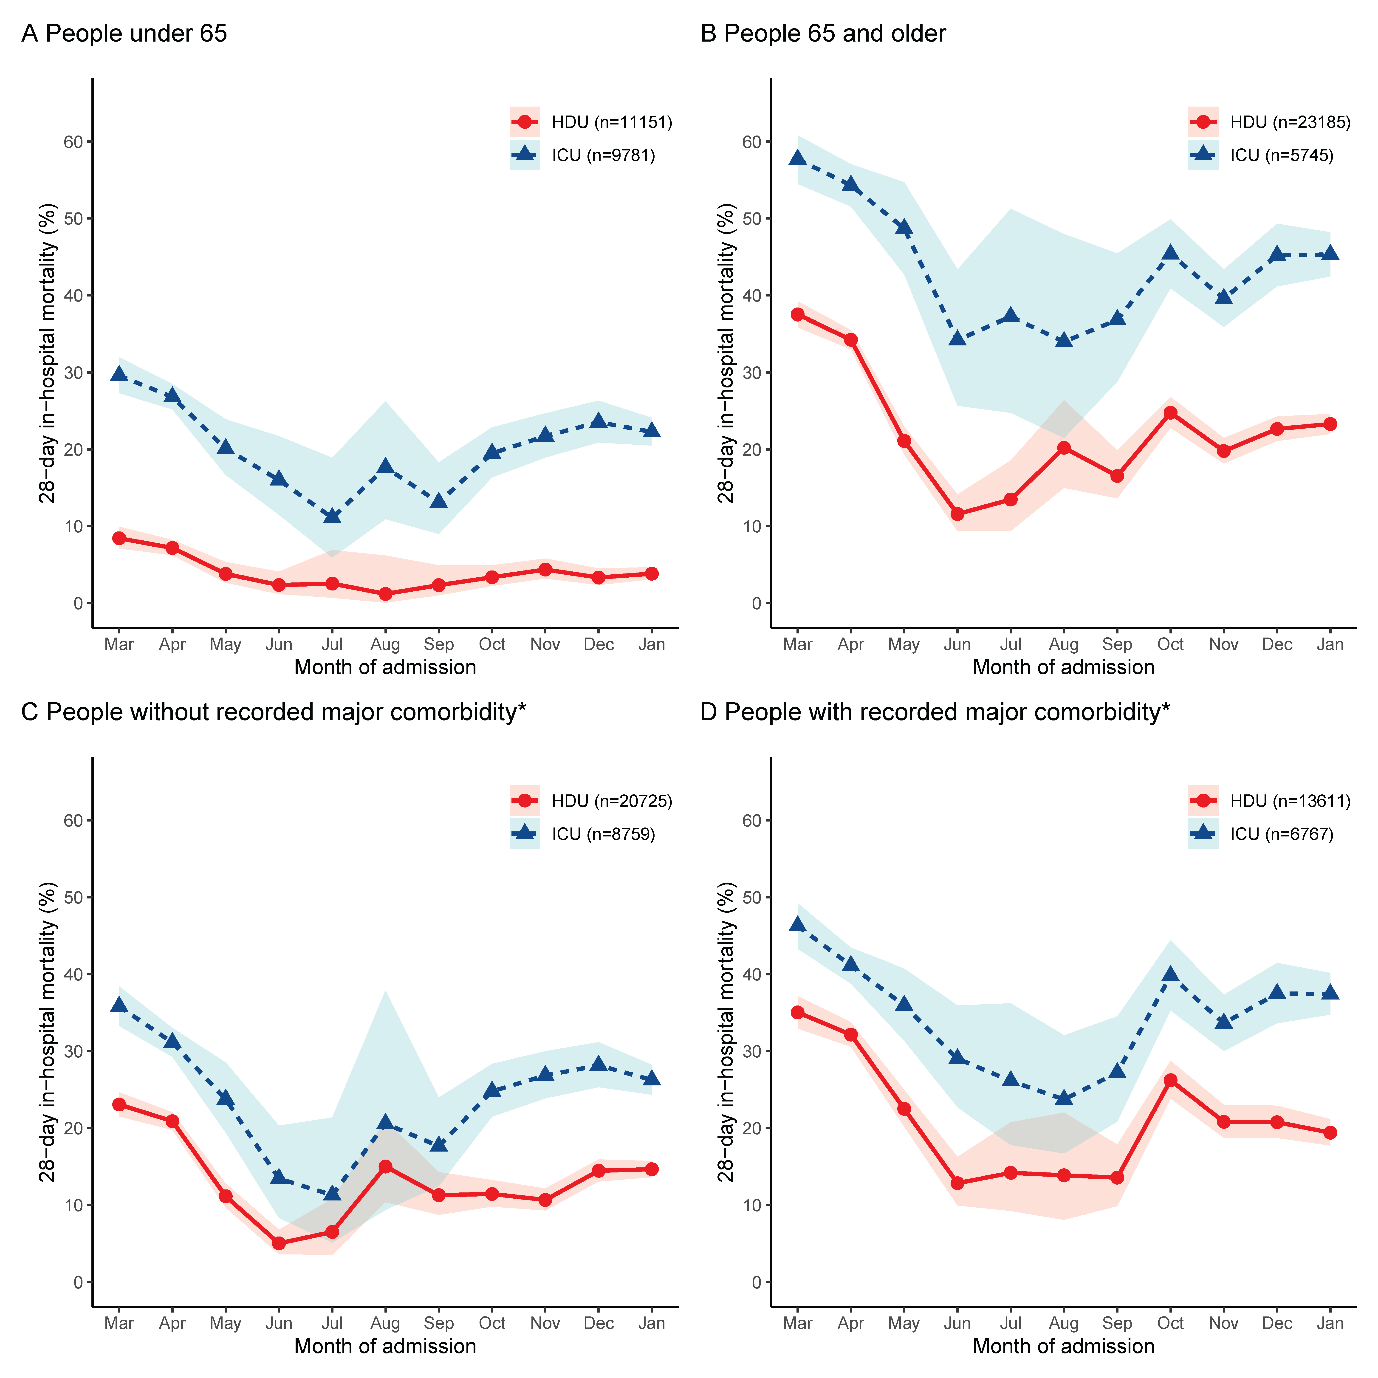 A People under 65
HDU (n=11151)
ICU (n=9781)
28−day in−hospital mortality (%)
60
50
40
30
20
10
0
Mar Apr May Jun Jul Aug Sep Oct Nov Dec Jan
Month of admission
B People 65 and older
HDU (n=23185)
ICU (n=5745)
28−day in−hospital mortality (%)
60
50
40
30
20
10
0
Mar Apr May Jun Jul Aug Sep Oct Nov Dec Jan
Month of admission
C People without recorded major comorbidity*
HDU (n=20725)
ICU (n=8759)
28−day in−hospital mortality (%)
60
50
40
30
20
10
0
Mar Apr May Jun Jul Aug Sep Oct Nov Dec Jan
Month of admission
D People with recorded major comorbidity*
HDU (n=13611)
ICU (n=6767)
28−day in−hospital mortality (%)
60
50
40
30
20
10
0
Mar Apr May Jun Jul Aug Sep Oct Nov Dec Jan
Month of admission